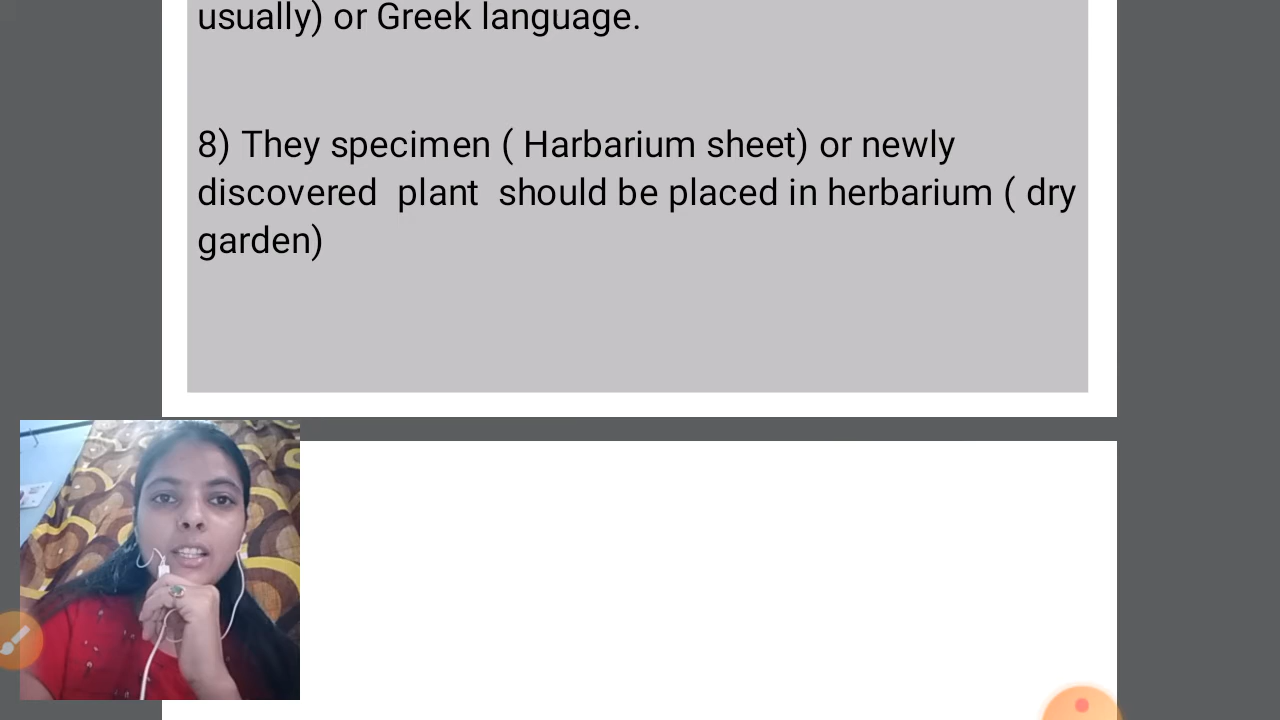 usually) or Greek language.
8) They specimen ( Harbarium sheet) or newly
discovered plant should be placed in herbarium ( dry
garden)